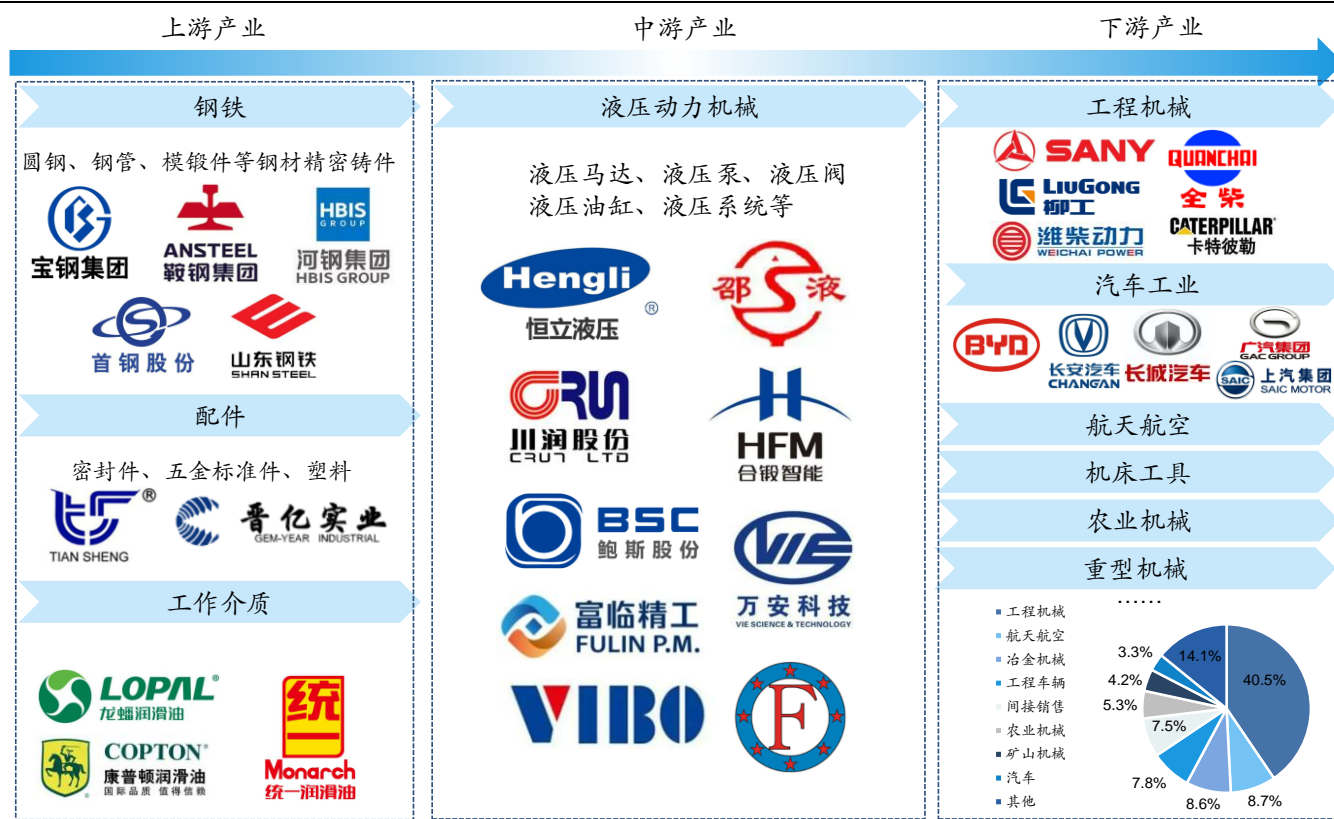 上游产业
中游产业
下游产业
钢铁
圆钢、钢管、模锻件等钢材精密铸件
宝钢集团
ANSTEEL
鞍钢集团
HBIS
GROUP
河钢集团
HBIS GROUP
首钢股份
山东钢铁
SHAN STEEL
配件
密封件、五金标准件、塑料
®
TIAN SHENG
晋亿实业
GEM-YEAR INDUSTRIAL
工作介质
LOPAL®
龙蟠润滑油
COPTON®
康普顿润滑油
国际品质 值得信赖
统一
Monarch
统一润滑油
液压动力机械
液压马达、液压泵、液压阀
液压油缸、液压系统等
Hengli
®
恒立液压
邵液
CRUN
川润股份
CRUN LTD
HFM
合锻智能
BSC
鲍斯股份
VIE
万安科技
VIE SCIENCE & TECHNOLOGY
富临精工
FULIN P.M.
VIBO
F
工程机械
SANY
QUANCHAI
全柴
LIUGONG
柳工
潍柴动力
WEICHAI POWER
CATERPILLAR®
卡特彼勒
汽车工业
BYD
长安汽车
CHANGAN
长城汽车
广汽集团
GAC GROUP
SAIC
上汽集团
SAIC MOTOR
航天航空
机床工具
农业机械
重型机械
……
工程机械
航天航空
冶金机械
工程车辆
间接销售
农业机械
矿山机械
汽车
其他
40.5%
8.7%
8.6%
7.8%
7.5%
5.3%
4.2%
3.3%
14.1%